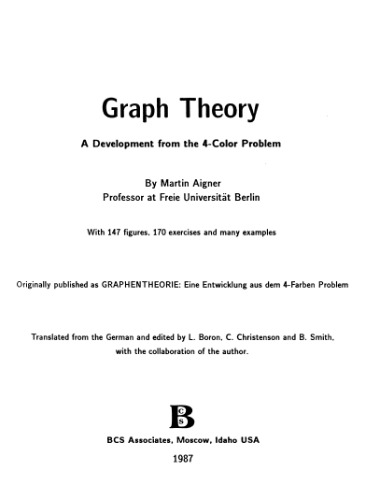 Graph Theory
A Development from the 4-Color Problem
By Martin Aigner
Professor at Freie Universität Berlin
With 147 figures, 170 exercises and many examples
Originally published as GRAPHENTHEORIE: Eine Entwicklung aus dem 4-Farben Problem
Translated from the German and edited by L. Boron, C. Christenson and B. Smith,
with the collaboration of the author.
B
C
S
BCS Associates, Moscow, Idaho USA
1987